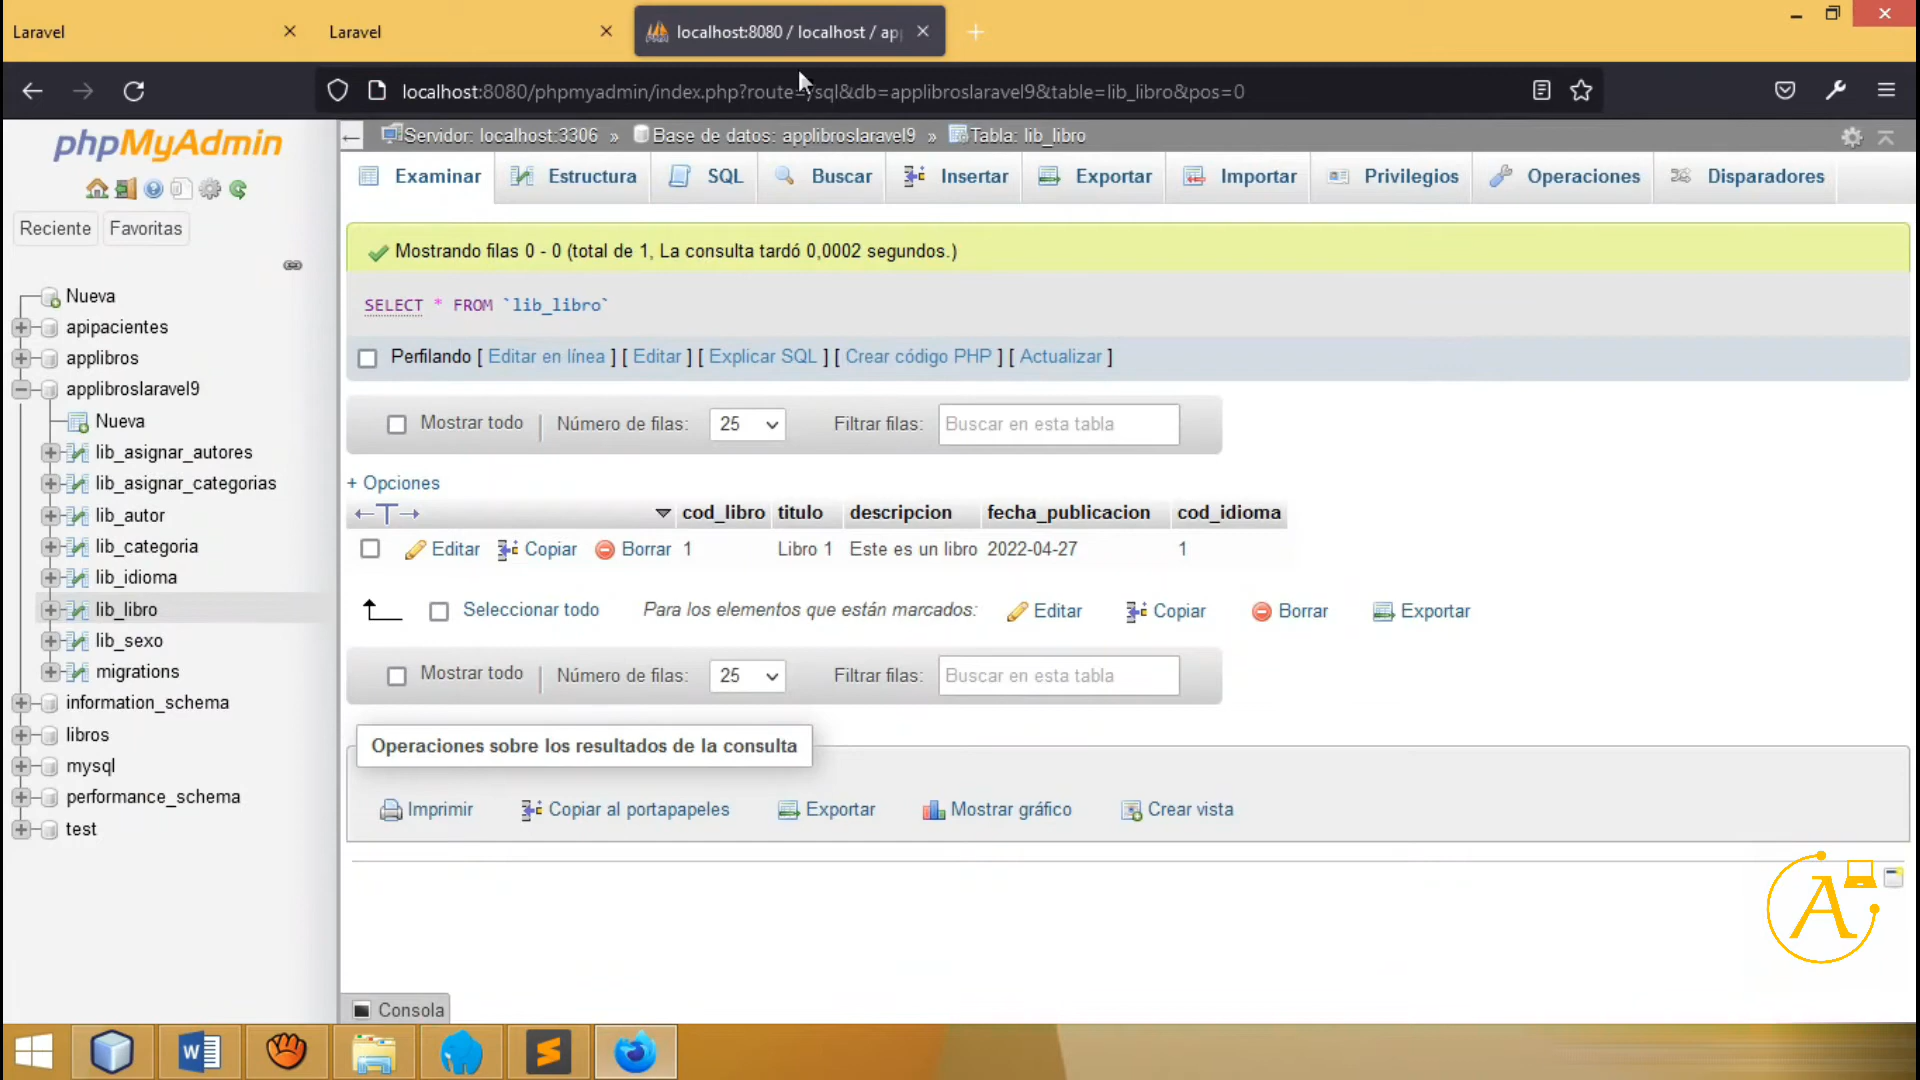 Laravel
Laravel
localhost:8080 / localhost / ap
localhost:8080/phpmyadmin/index.php?route=/sql&db=applibroslaravel9&table=lib_libro&pos=0
phpMyAdmin
Servidor: localhost:3306 » Base de datos: applibroslaravel9 » Tabla: lib_libro
Examinar Estructura SQL Buscar Insertar Exportar Importar Privilegios Operaciones Disparadores
Reciente Favoritas
Nueva
apipacientes
applibros
applibroslaravel9
Nueva
lib_asignar_autores
lib_asignar_categorias
lib_autor
lib_categoria
lib_idioma
lib_libro
lib_sexo
migrations
information_schema
libros
mysql
performance_schema
test
Mostrando filas 0 - 0 (total de 1, La consulta tardó 0,0002 segundos.)
SELECT * FROM `lib_libro`
Perfilando [ Editar en línea ] [ Editar ] [ Explicar SQL ] [ Crear código PHP ] [ Actualizar ]
Mostrar todo Número de filas: 25 Filtrar filas: Buscar en esta tabla
+ Opciones
cod_libro titulo descripcion fecha_publicacion cod_idioma
Editar Copiar Borrar 1 Libro 1 Este es un libro 2022-04-27 1
Seleccionar todo Para los elementos que están marcados: Editar Copiar Borrar Exportar
Mostrar todo Número de filas: 25 Filtrar filas: Buscar en esta tabla
Operaciones sobre los resultados de la consulta
Imprimir Copiar al portapapeles Exportar Mostrar gráfico Crear vista
A
Consola